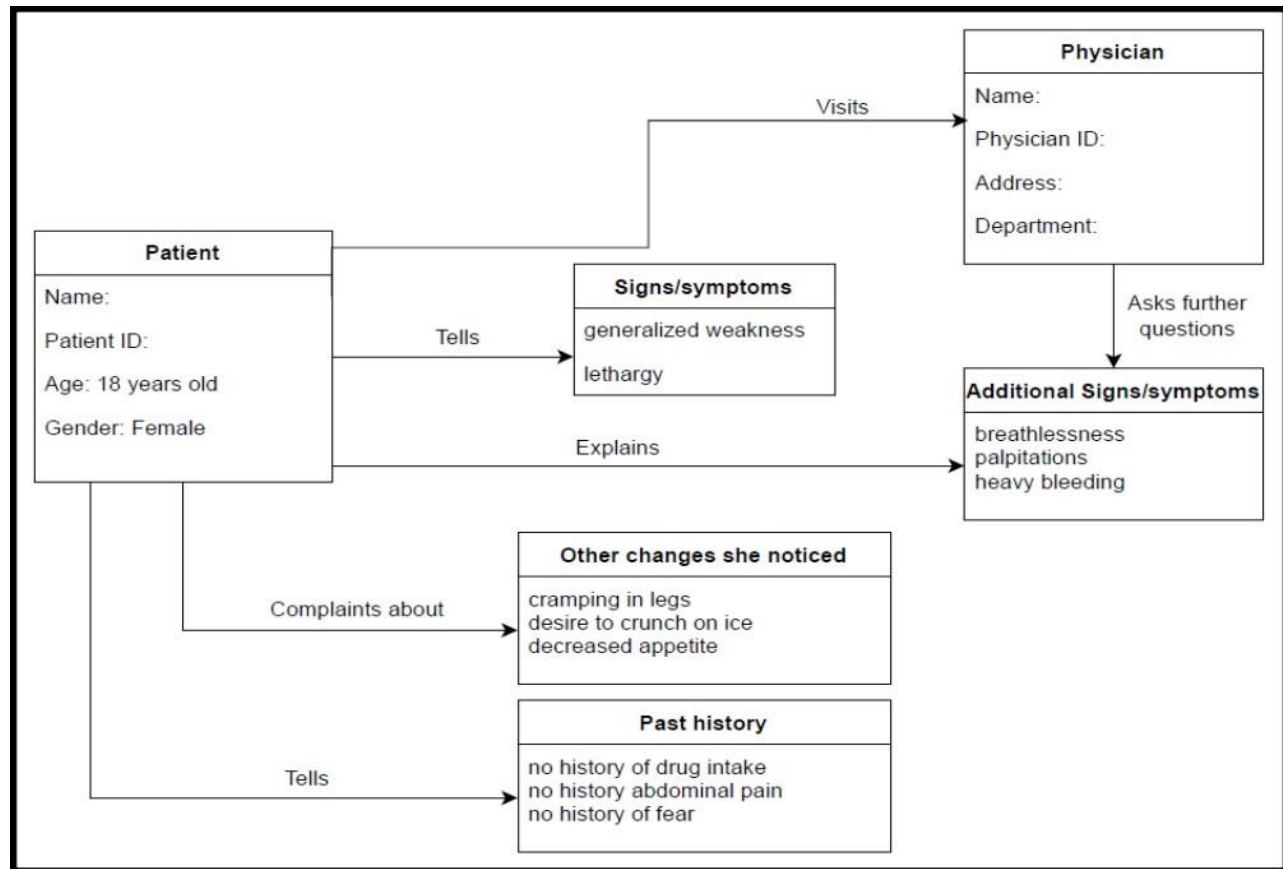 Physician
Name:
Physician ID:
Address:
Department:
Visits
Patient
Name:
Patient ID:
Age: 18 years old
Gender: Female
Signs/symptoms
generalized weakness
lethargy
Tells
Asks further
questions
Additional Signs/symptoms
breathlessness
palpitations
heavy bleeding
Explains
Other changes she noticed
cramping in legs
desire to crunch on ice
decreased appetite
Complaints about
Past history
no history of drug intake
no history abdominal pain
no history of fear
Tells